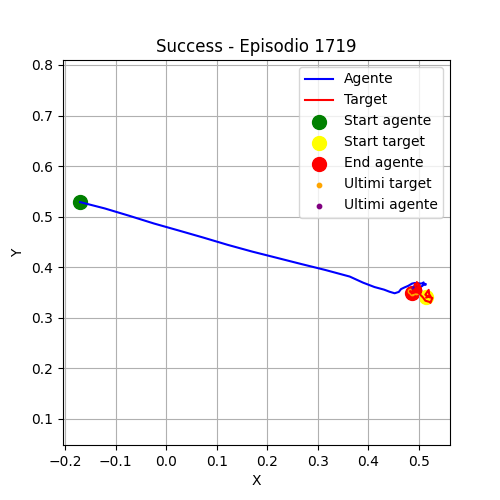 Success - Episodio 1719
Agente
Target
Start agente
Start target
End agente
Ultimi target
Ultimi agente
0.8
0.7
0.6
0.5
0.4
0.3
0.2
0.1
Y
−0.2 −0.1 0.0 0.1 0.2 0.3 0.4 0.5
X